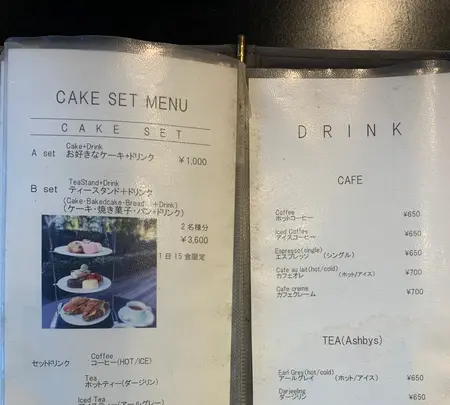 CAKE SET MENU
CAKE SET
Cake+Drink
A set お好きなケーキ+ドリンク ¥1,000
TeaStand+Drink
B set ティースタンド+ドリンク
(Cake・Bakedcake・Bread+Drink)
(ケーキ・焼き菓子・パン+ドリンク)
2名様分
¥3,600
1日15食限定
Coffee
セットドリンク コーヒー(HOT/ICE)
Tea
ホットティー(ダージリン)
Iced Tea
DRINK
CAFE
Coffee
ホットコーヒー ¥650
Iced Coffee
アイスコーヒー ¥650
Espresso(single)
エスプレッソ (シングル) ¥650
Cafe au lait(hot/cold)
カフェオレ (ホット/アイス) ¥700
Cafe creme
カフェクレーム ¥700
TEA(Ashbys)
Earl Grey(hot/cold)
アールグレイ (ホット/アイス) ¥650
Darjeeling
ダージリン ¥650